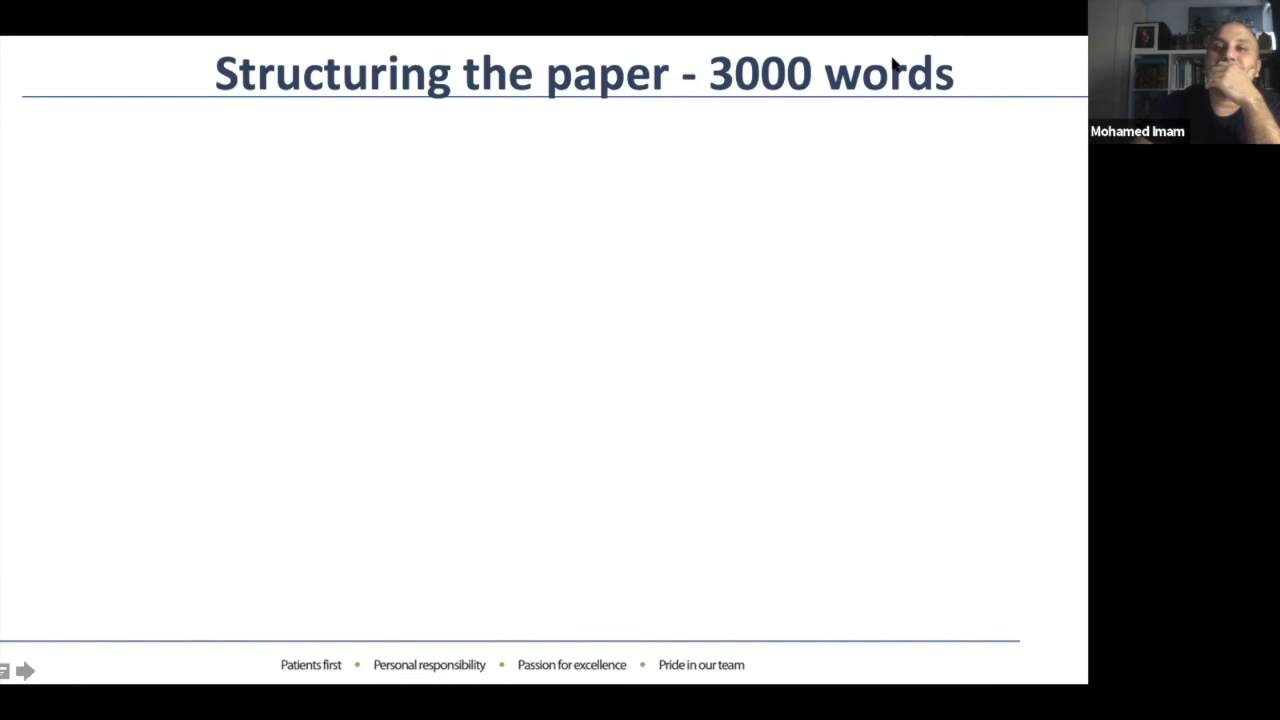 Structuring the paper - 3000 words
Mohamed Imam
Patients first • Personal responsibility • Passion for excellence • Pride in our team